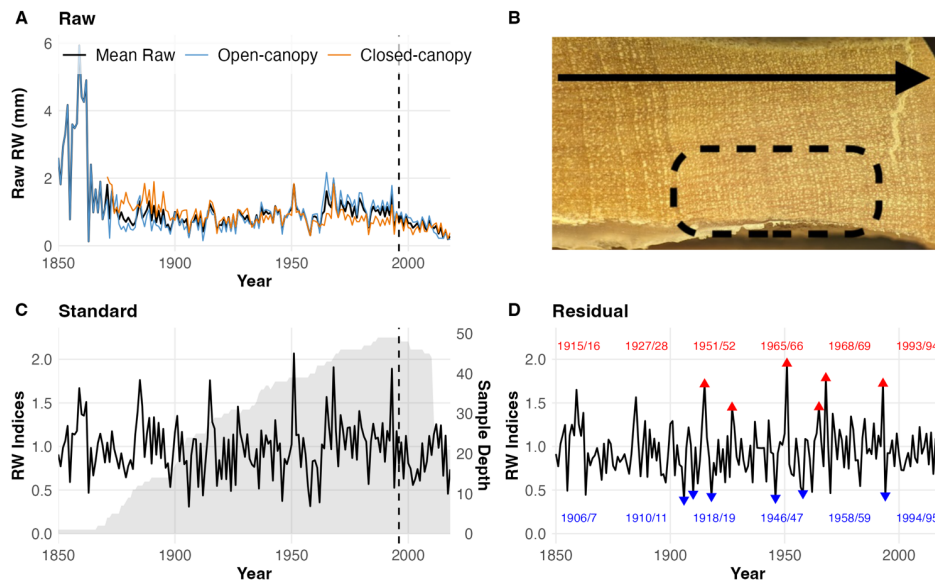 A Raw
Mean Raw Open-canopy Closed-canopy
Raw RW (mm)
6
4
2
0
1850 1900 1950 2000
Year
B
C Standard
RW Indices
2.0
1.5
1.0
0.5
0.0
50
40
30
20
10
0
Sample Depth
1850 1900 1950 2000
Year
D Residual
1915/16 1927/28 1951/52 1965/66 1968/69 1993/94
RW Indices
2.0
1.5
1.0
0.5
0.0
1906/7 1910/11 1918/19 1946/47 1958/59 1994/95
1850 1900 1950 2000
Year